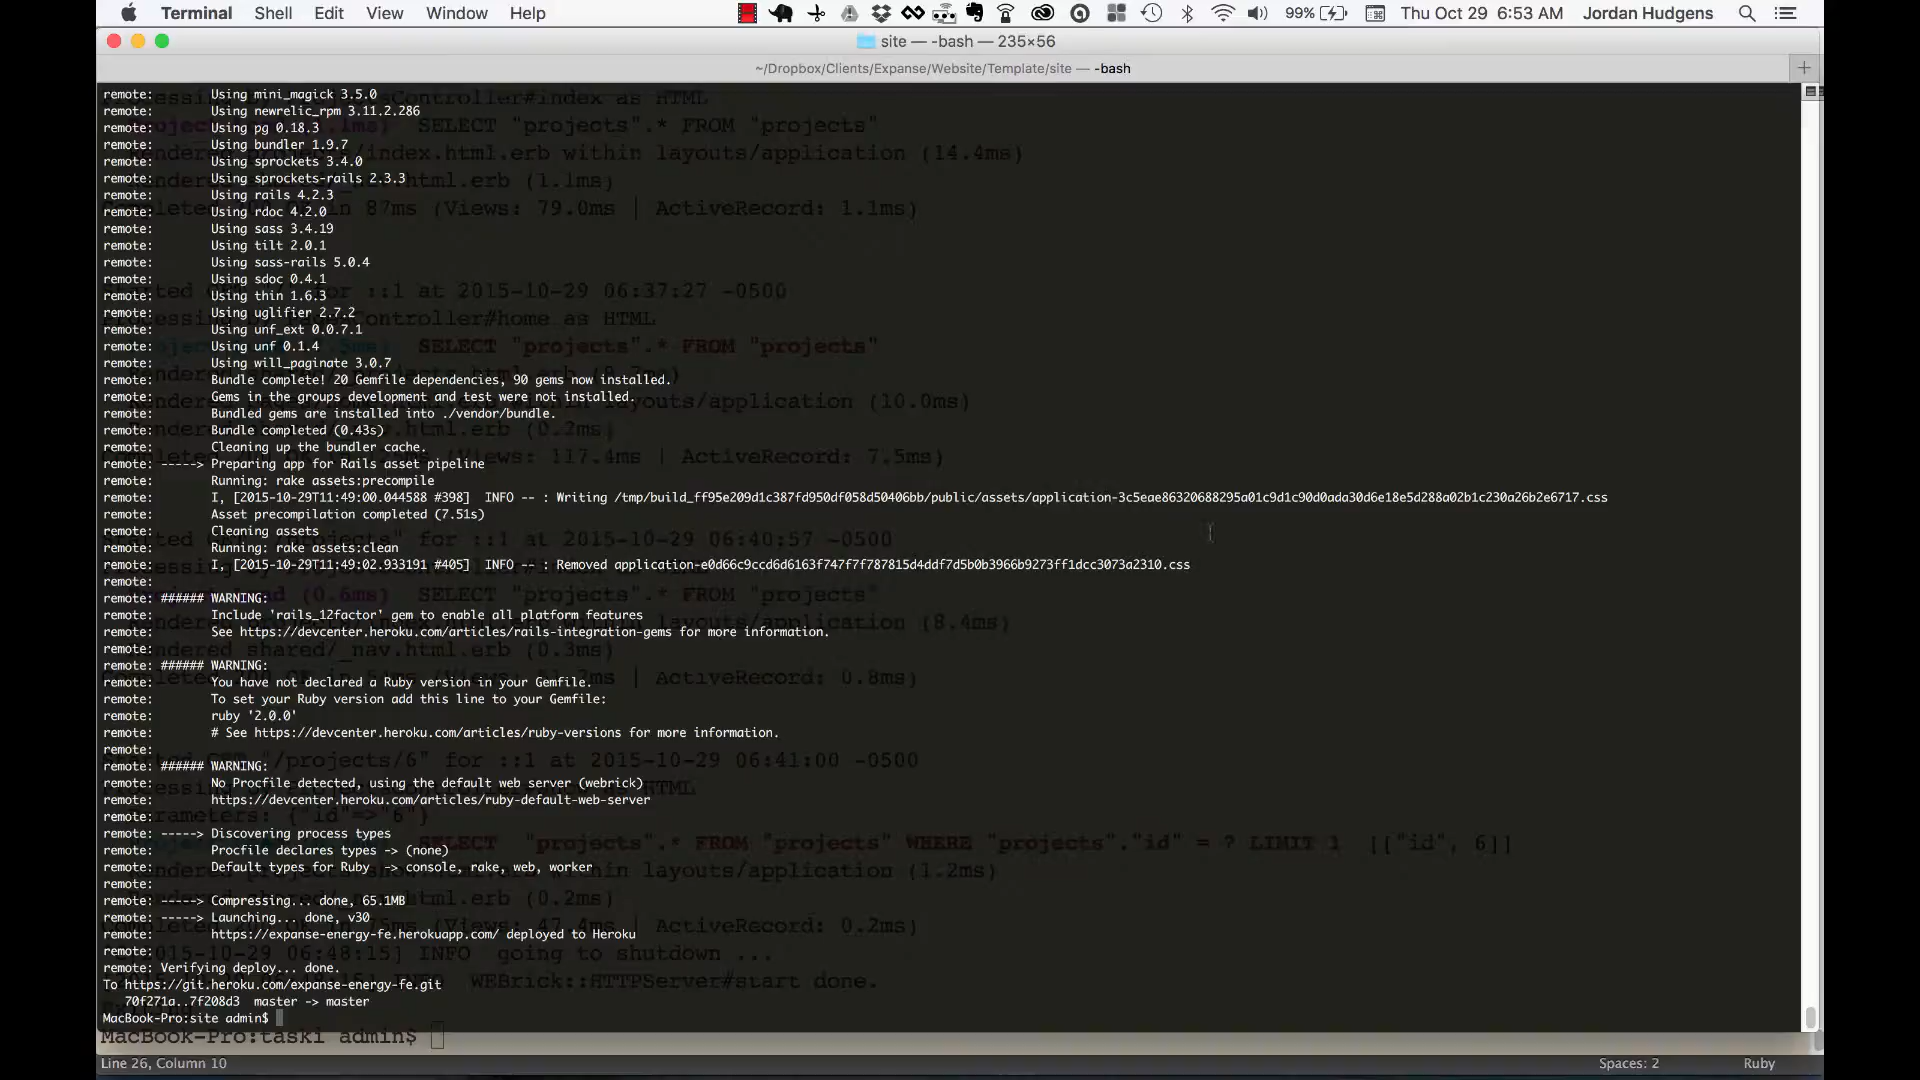 Terminal Shell Edit View Window Help 99% Thu Oct 29 6:53 AM Jordan Hudgens
site — -bash — 235×56
~/Dropbox/Clients/Expanse/Website/Template/site — -bash
remote: Using mini_magick 3.5.0
remote: Using newrelic_rpm 3.11.2.286
remote: Using pg 0.18.3
remote: Using bundler 1.9.7
remote: Using sprockets 3.4.0
remote: Using sprockets-rails 2.3.3
remote: Using rails 4.2.3
remote: Using rdoc 4.2.0
remote: Using sass 3.4.19
remote: Using tilt 2.0.1
remote: Using sass-rails 5.0.4
remote: Using sdoc 0.4.1
remote: Using thin 1.6.3
remote: Using uglifier 2.7.2
remote: Using unf_ext 0.0.7.1
remote: Using unf 0.1.4
remote: Using will_paginate 3.0.7
remote: Bundle complete! 20 Gemfile dependencies, 90 gems now installed.
remote: Gems in the groups development and test were not installed.
remote: Bundled gems are installed into ./vendor/bundle.
remote: Bundle completed (0.43s)
remote: Cleaning up the bundler cache.
remote: -----> Preparing app for Rails asset pipeline
remote: Running: rake assets:precompile
remote: I, [2015-10-29T11:49:00.044588 #398] INFO -- : Writing /tmp/build_ff95e209d1c387fd950df058d50406bb/public/assets/application-3c5eae86320688295a01c9d1c90d0ada30d6e18e5d288a02b1c230a26b2e6717.css
remote: Asset precompilation completed (7.51s)
remote: Cleaning assets
remote: Running: rake assets:clean
remote: I, [2015-10-29T11:49:02.933191 #405] INFO -- : Removed application-e0d66c9ccd6d6163f747f7f787815d4ddf7d5b0b3966b9273ff1dcc3073a2310.css
remote:
remote: ###### WARNING:
remote: Include 'rails_12factor' gem to enable all platform features
remote: See https://devcenter.heroku.com/articles/rails-integration-gems for more information.
remote:
remote: ###### WARNING:
remote: You have not declared a Ruby version in your Gemfile.
remote: To set your Ruby version add this line to your Gemfile:
remote: ruby '2.0.0'
remote: # See https://devcenter.heroku.com/articles/ruby-versions for more information.
remote:
remote: ###### WARNING:
remote: No Procfile detected, using the default web server (webrick)
remote: https://devcenter.heroku.com/articles/ruby-default-web-server
remote:
remote: -----> Discovering process types
remote: Procfile declares types -> (none)
remote: Default types for Ruby -> console, rake, web, worker
remote:
remote: -----> Compressing... done, 65.1MB
remote: -----> Launching... done, v30
remote: https://expanse-energy-fe.herokuapp.com/ deployed to Heroku
remote:
remote: Verifying deploy... done.
To https://git.heroku.com/expanse-energy-fe.git
70f271a..7f208d3 master -> master
MacBook-Pro:site admin$
MacBook-Pro:taski admin$
Line 26, Column 10 Spaces: 2 Ruby